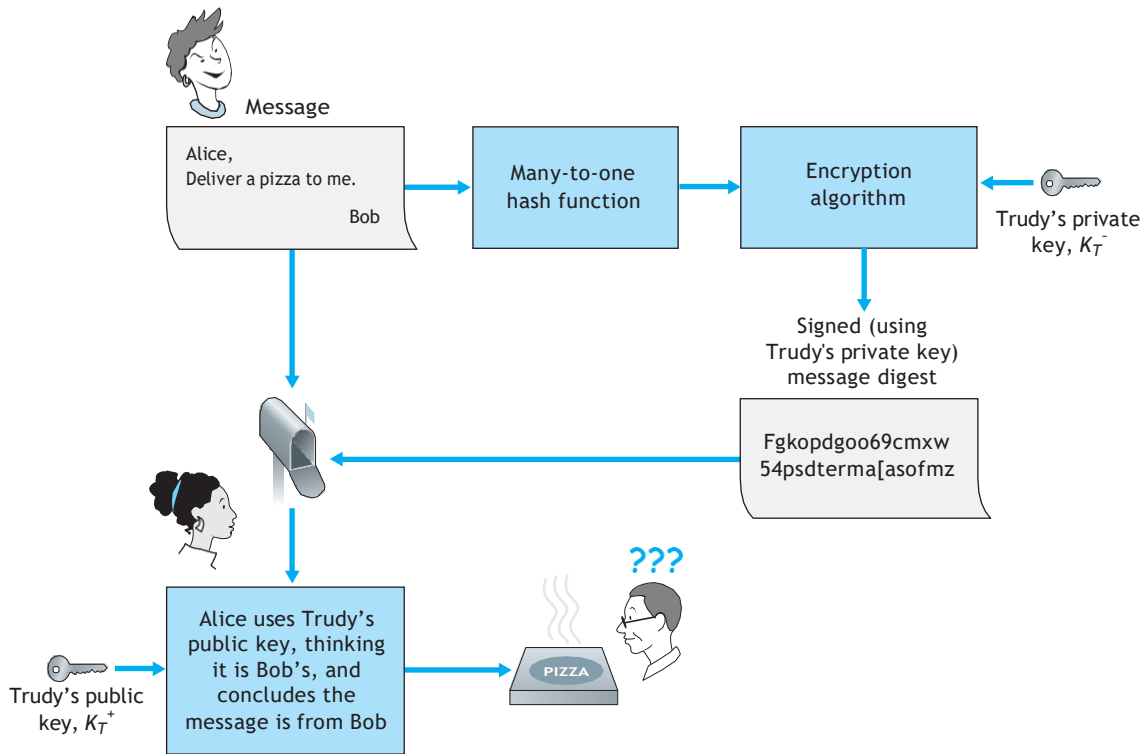 Message
Alice,
Deliver a pizza to me.
Bob
Many-to-one
hash function
Encryption
algorithm
Trudy’s private
key, K_T^-
Signed (using
Trudy's private key)
message digest
Fgkopdgoo69cmxw
54psdterma[asofmz
Alice uses Trudy’s
public key, thinking
it is Bob’s, and
concludes the
message is from Bob
Trudy’s public
key, K_T^+
PIZZA
???